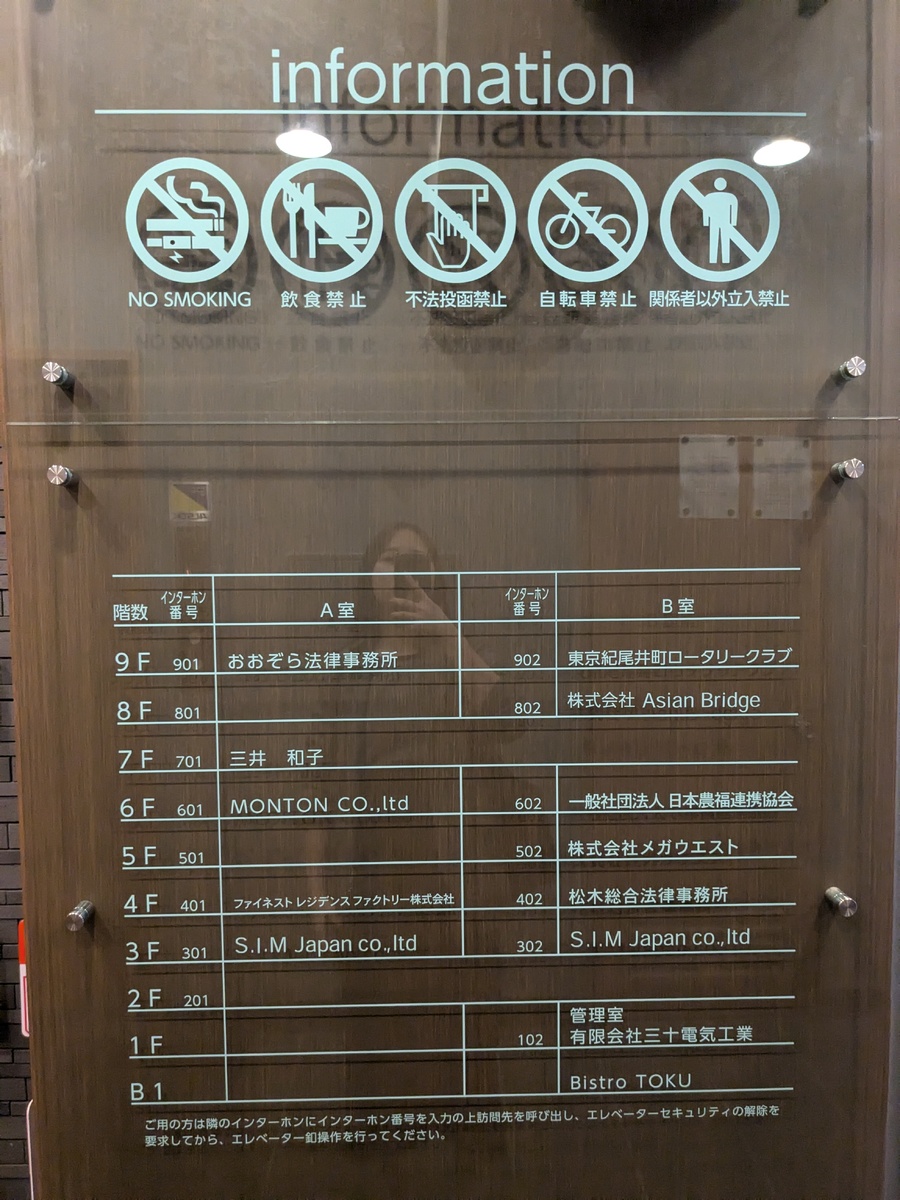 information
NO SMOKING 飲食禁止 不法投函禁止 自転車禁止 関係者以外立入禁止
階数 インターホン番号 A室 インターホン番号 B室
9F 901 おおぞら法律事務所 902 東京紀尾井町ロータリークラブ
8F 801 802 株式会社 Asian Bridge
7F 701 三井 和子
6F 601 MONTON CO.,ltd 602 一般社団法人 日本農福連携協会
5F 501 502 株式会社メガウエスト
4F 401 ファイネスト レジデンス ファクトリー株式会社 402 松木総合法律事務所
3F 301 S.I.M Japan co.,ltd 302 S.I.M Japan co.,ltd
2F 201
管理室
1F 102 有限会社三十電気工業
B1 Bistro TOKU
ご用の方は隣のインターホンにインターホン番号を入力の上訪問先を呼び出し、エレベーターセキュリティの解除を
要求してから、エレベーター釦操作を行ってください。